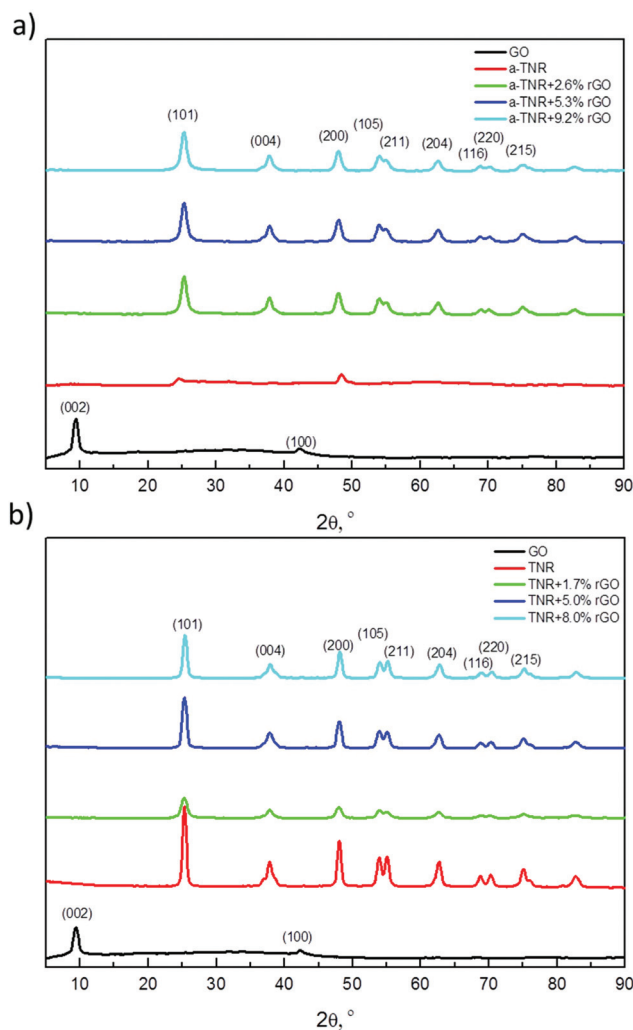 a)
GO
a-TNR
a-TNR+2.6% rGO
a-TNR+5.3% rGO
a-TNR+9.2% rGO
(101)
(004)
(200)
(105)
(211)
(204)
(116)
(220)
(215)
(002)
(100)
10 20 30 40 50 60 70 80 90
2θ, °
b)
GO
TNR
TNR+1.7% rGO
TNR+5.0% rGO
TNR+8.0% rGO
(101)
(004)
(200)
(105)
(211)
(204)
(116)
(220)
(215)
(002)
(100)
10 20 30 40 50 60 70 80 90
2θ, °